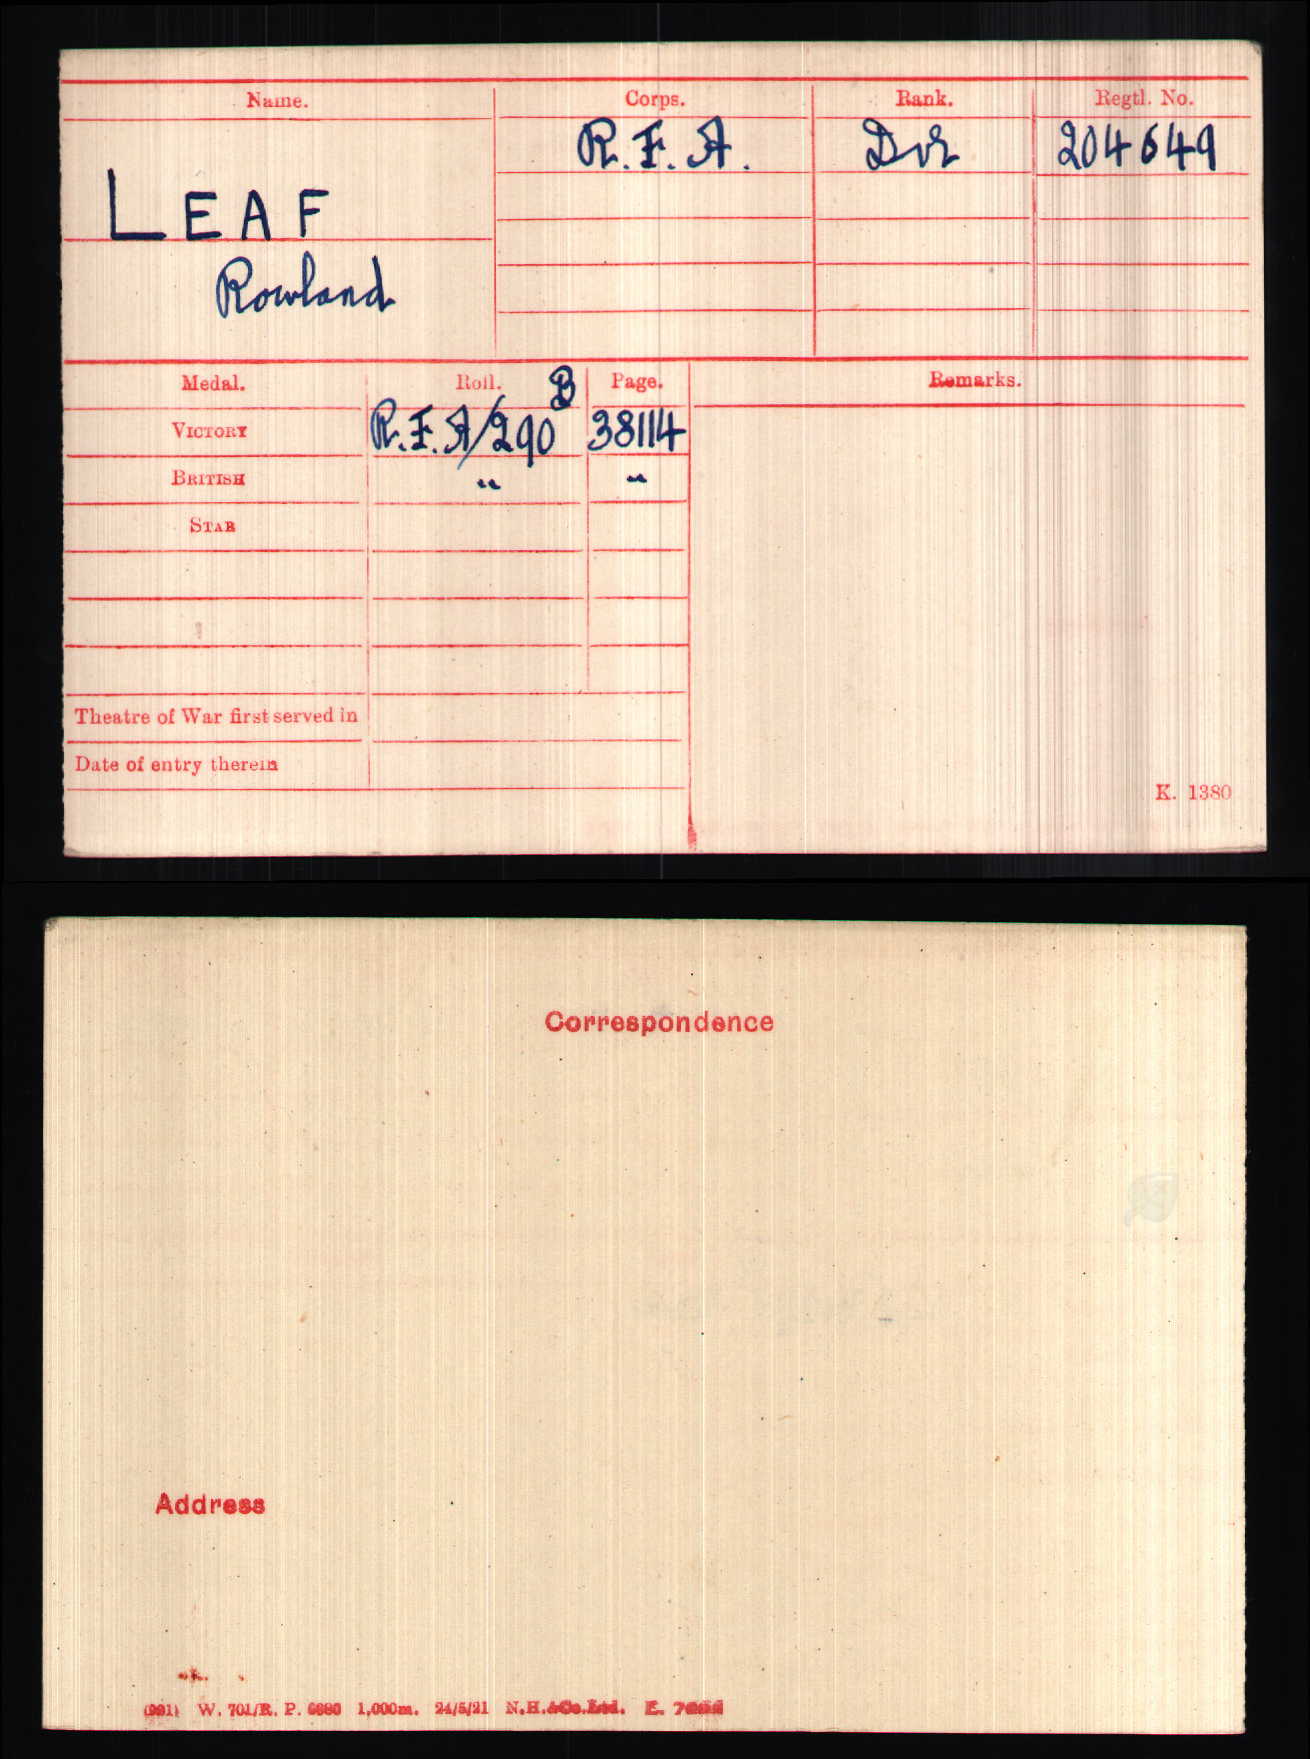 Name. Corps. Rank. Regtl. No.
R.F.A. Dvr 204649
LEAF
Rowland
Medal. Roll. B Page. Remarks.
VICTORY R.F.A/290 38114
BRITISH " "
STAR
Theatre of War first served in
Date of entry therein
K. 1380
Correspondence
Address
W. 701/R. P. 1,000m. 24/5/21 N.H.&Co.Ltd.